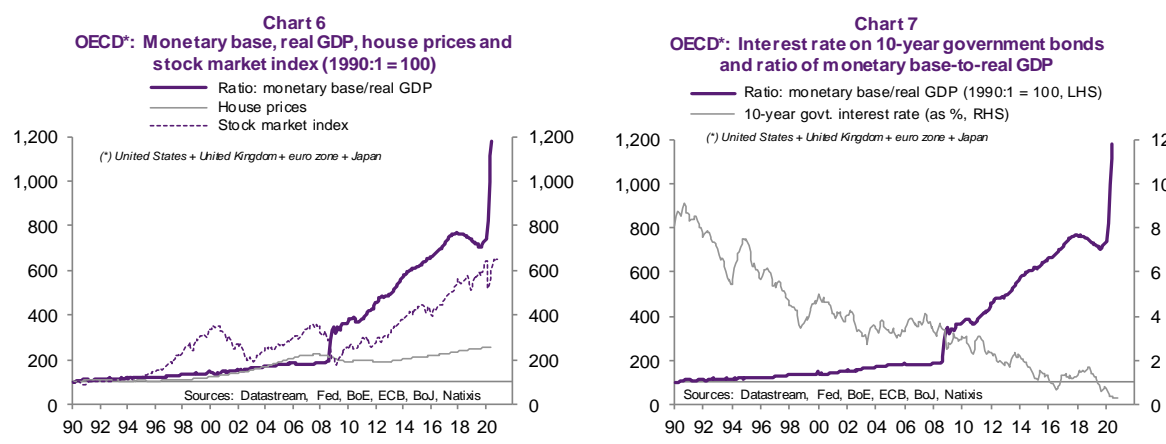 Chart 6
OECD*: Monetary base, real GDP, house prices and
stock market index (1990:1 = 100)
Ratio: monetary base/real GDP
House prices
Stock market index
(*) United States + United Kingdom + euro zone + Japan
1,200
1,000
800
600
400
200
0
1,200
1,000
800
600
400
200
0
Sources: Datastream, Fed, BoE, ECB, BoJ, Natixis
90 92 94 96 98 00 02 04 06 08 10 12 14 16 18 20
Chart 7
OECD*: Interest rate on 10-year government bonds
and ratio of monetary base-to-real GDP
Ratio: monetary base/real GDP (1990:1 = 100, LHS)
10-year govt. interest rate (as %, RHS)
(*) United States + United Kingdom + euro zone + Japan
1,200
1,000
800
600
400
200
0
12
10
8
6
4
2
0
Sources: Datastream, Fed, BoE, ECB, BoJ, Natixis
90 92 94 96 98 00 02 04 06 08 10 12 14 16 18 20